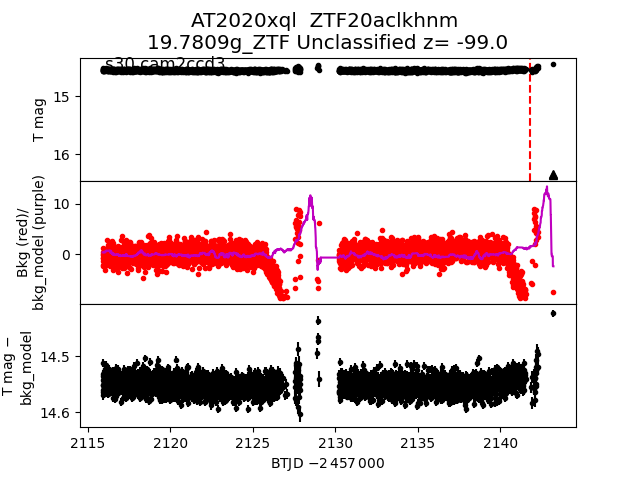 AT2020xql  ZTF20aclkhnm
19.7809g_ZTF Unclassified z= -99.0
s30 cam2ccd3
T mag
15
16
Bkg (red)/
bkg_model (purple)
10
0
T mag −
bkg_model
14.5
14.6
2115 2120 2125 2130 2135 2140
BTJD −2 457 000